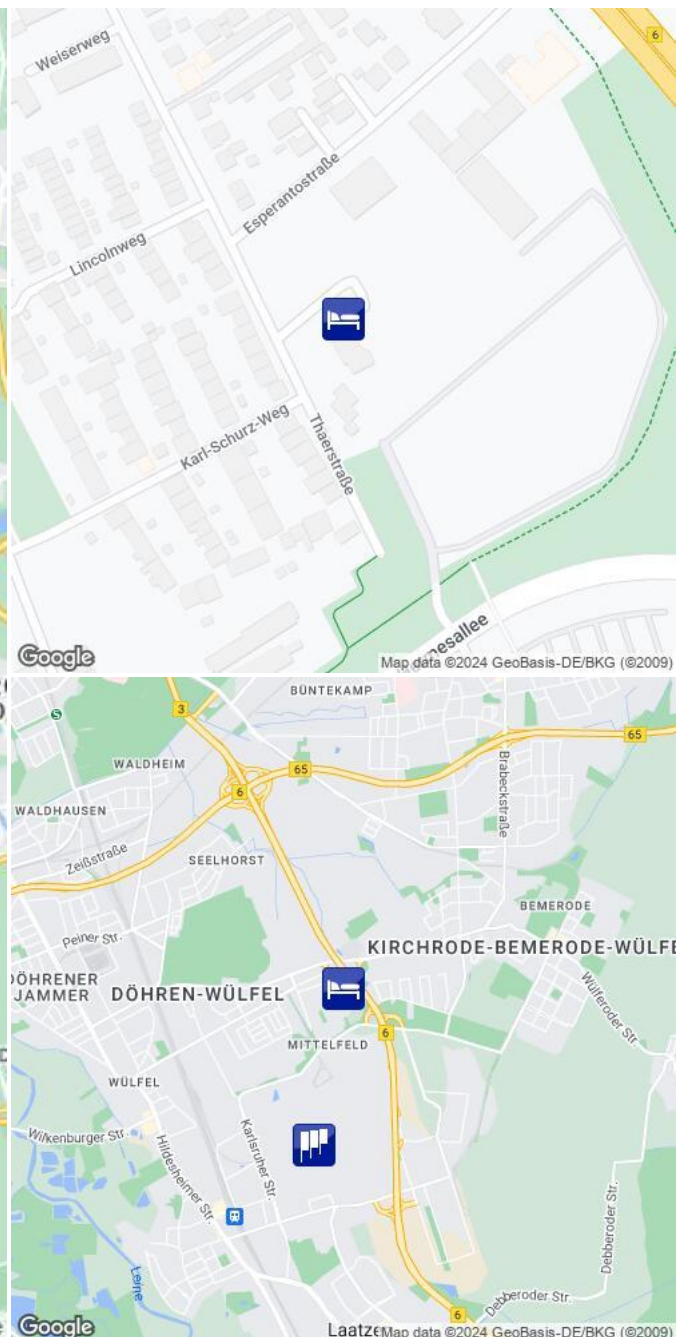 6
Weiserweg
Esperantostraße
Lincolnweg
Karl-Schurz-Weg
Thaerstraße
Google
Map data ©2024 GeoBasis-DE/BKG (©2009)
BÜNTEKAMP
3
S
65
WALDHEIM
65
Brabeckstraße
6
WALDHAUSEN
Zeißstraße
SEELHORST
BEMERODE
Peiner Str.
KIRCHRODE-BEMERODE-WÜLFE
DÖHRENER
JAMMER
DÖHREN-WÜLFEL
Wülferoder Str.
6
MITTELFELD
WÜLFEL
Wilkenburger Str.
Karlsruher Str.
Hildesheimer Str.
Debberoder Str.
Leine
Debberoder Str.
6
Google
Map data ©2024 GeoBasis-DE/BKG (©2009)